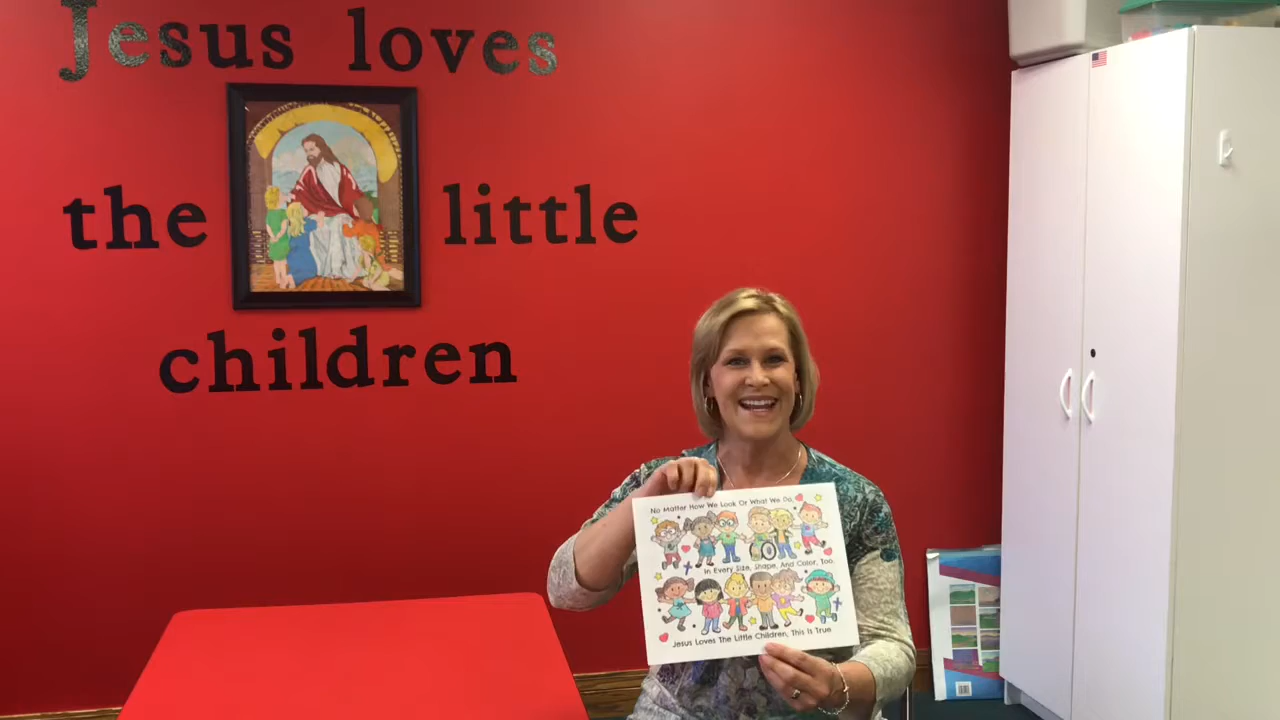 Jesus loves
the little
children
No Matter How We Look Or What We Do,
In Every Size, Shape, And Color, Too.
Jesus Loves The Little Children, This Is True